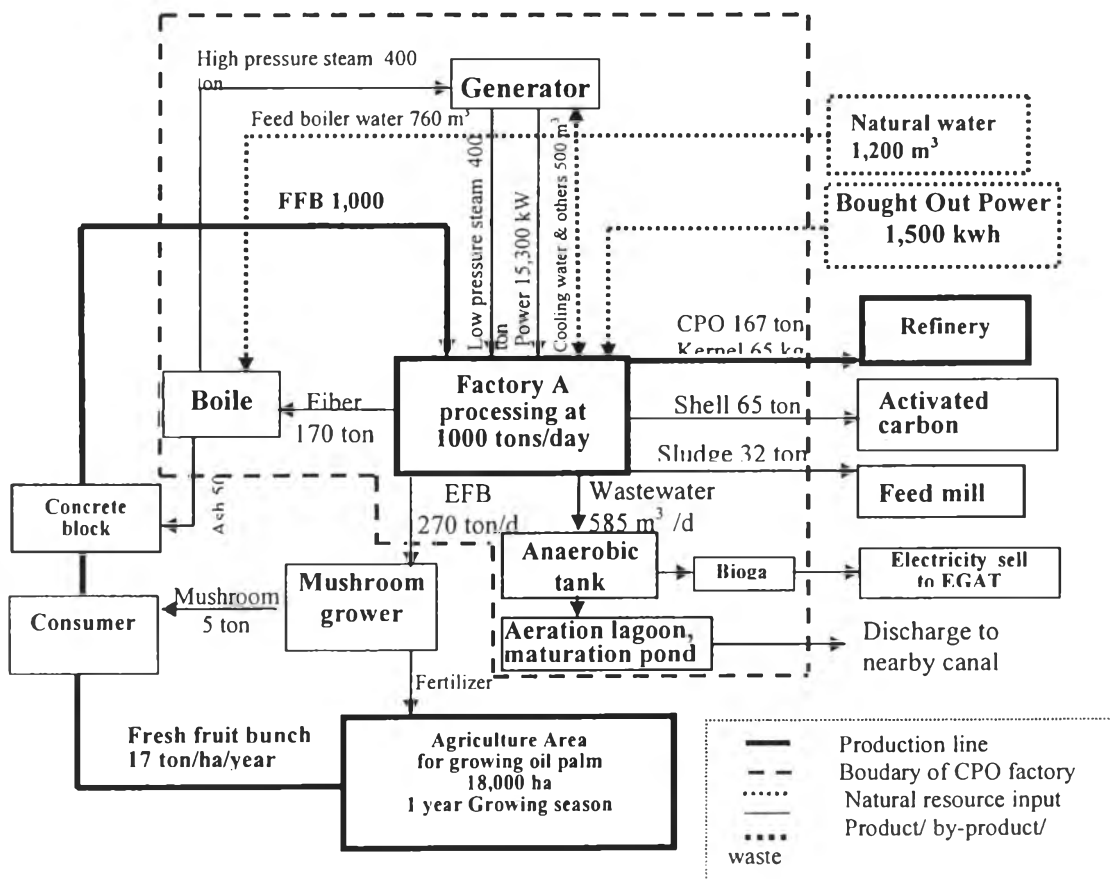 High pressure steam 400
ton
Generator
Feed boiler water 760 m³
Natural water
1,200 m³
Bought Out Power
1,500 kwh
FFB 1,000
Low pressure steam 400
ton
Power 15,300 kW
Cooling water & others 500 m³
CPO 167 ton
Kernel 65 kg
Refinery
Boile
Fiber
170 ton
Factory A
processing at
1000 tons/day
Shell 65 ton
Activated
carbon
Sludge 32 ton
Feed mill
Concrete
block
Ash 50
EFB
270 ton/d
Wastewater
585 m³ /d
Anaerobic
tank
Bioga
Electricity sell
to EGAT
Consumer
Mushroom
5 ton
Mushroom
grower
Aeration lagoon,
maturation pond
Discharge to
nearby canal
Fertilizer
Fresh fruit bunch
17 ton/ha/year
Agriculture Area
for growing oil palm
18,000 ha
1 year Growing season
Production line
Boudary of CPO factory
Natural resource input
Product/ by-product/
waste